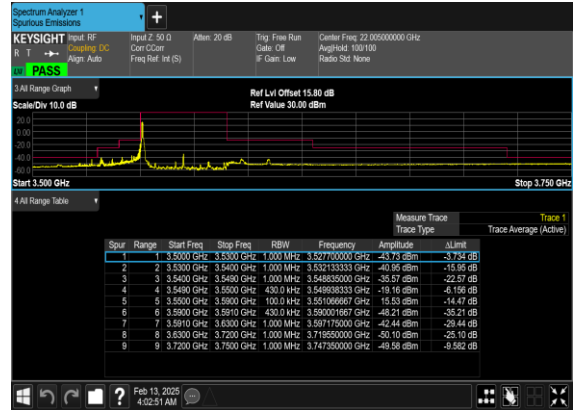 Spectrum Analyzer 1
Spurious Emissions
+
KEYSIGHT Input: RF Input Z: 50 Ω Atten: 20 dB Trig: Free Run Center Freq: 22.005000000 GHz
R T Coupling: DC Corr CCorr Gate: Off Avg|Hold: 100/100
Align: Auto Freq Ref: Int (S) IF Gain: Low Radio Std: None
PASS
3.All Range Graph
Ref Lvl Offset 15.80 dB
Scale/Div 10.0 dB Ref Value 30.00 dBm
20.0
0.00
-20.0
-40.0
-60.0
Start 3.500 GHz Stop 3.750 GHz
4.All Range Table
Measure Trace Trace 1
Trace Type Trace Average (Active)
Spur Range Start Freq Stop Freq RBW Frequency Amplitude ΔLimit
1 1 3.5000 GHz 3.5300 GHz 1.000 MHz 3.527700000 GHz -43.73 dBm -3.734 dB
2 2 3.5300 GHz 3.5400 GHz 1.000 MHz 3.532133333 GHz -40.95 dBm -15.95 dB
3 3 3.5400 GHz 3.5490 GHz 1.000 MHz 3.548835000 GHz -35.57 dBm -22.57 dB
4 4 3.5490 GHz 3.5500 GHz 430.0 kHz 3.549938333 GHz -19.16 dBm -6.156 dB
5 5 3.5500 GHz 3.5900 GHz 100.0 kHz 3.551066667 GHz 15.53 dBm -14.47 dB
6 6 3.5900 GHz 3.5910 GHz 430.0 kHz 3.590001667 GHz -48.21 dBm -35.21 dB
7 7 3.5910 GHz 3.6300 GHz 1.000 MHz 3.597175000 GHz -42.44 dBm -29.44 dB
8 8 3.6300 GHz 3.7200 GHz 1.000 MHz 3.719550000 GHz -50.10 dBm -25.10 dB
9 9 3.7200 GHz 3.7500 GHz 1.000 MHz 3.747350000 GHz -49.58 dBm -9.582 dB
? Feb 13, 2025
4:02:51 AM